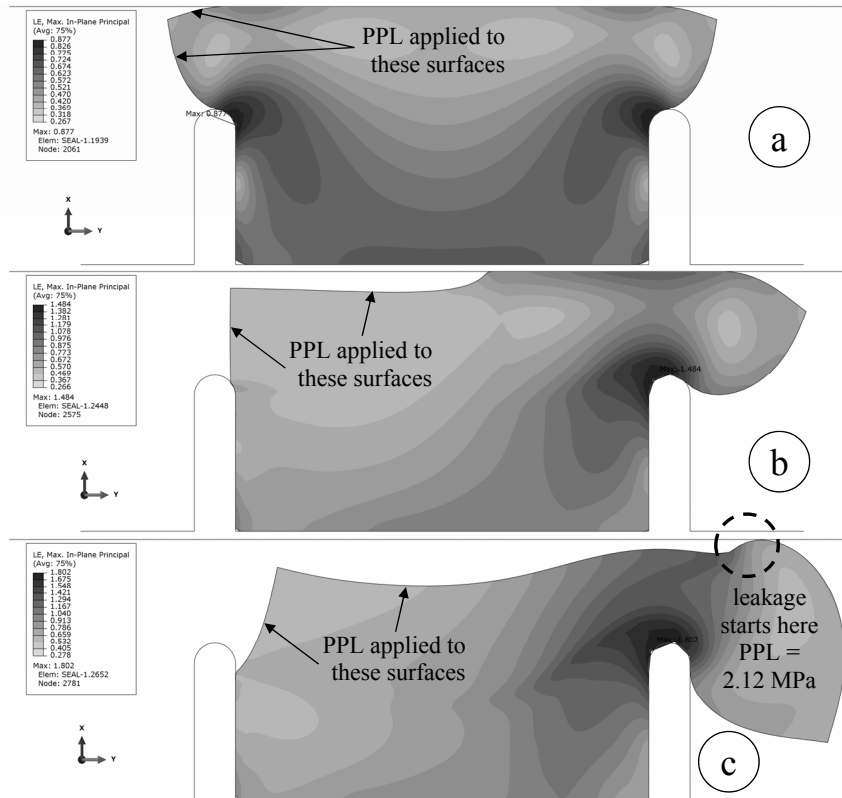 LE, Max. In-Plane Principal
(Avg: 75%)
0.877
0.826
0.775
0.724
0.674
0.623
0.572
0.521
0.470
0.420
0.369
0.318
0.267
Max: 0.877
Elem: SEAL-1.1939
Node: 2061
PPL applied to
these surfaces
Max: 0.877
a
X
Y
LE, Max. In-Plane Principal
(Avg: 75%)
1.484
1.382
1.281
1.179
1.078
0.976
0.875
0.773
0.672
0.570
0.469
0.367
0.266
Max: 1.484
Elem: SEAL-1.2448
Node: 2575
PPL applied to
these surfaces
Max: 1.484
b
X
Y
LE, Max. In-Plane Principal
(Avg: 75%)
1.802
1.675
1.548
1.421
1.294
1.167
1.040
0.913
0.786
0.659
0.532
0.405
0.278
Max: 1.802
Elem: SEAL-1.2652
Node: 2781
PPL applied to
these surfaces
leakage
starts here
PPL =
2.12 MPa
c
X
Y